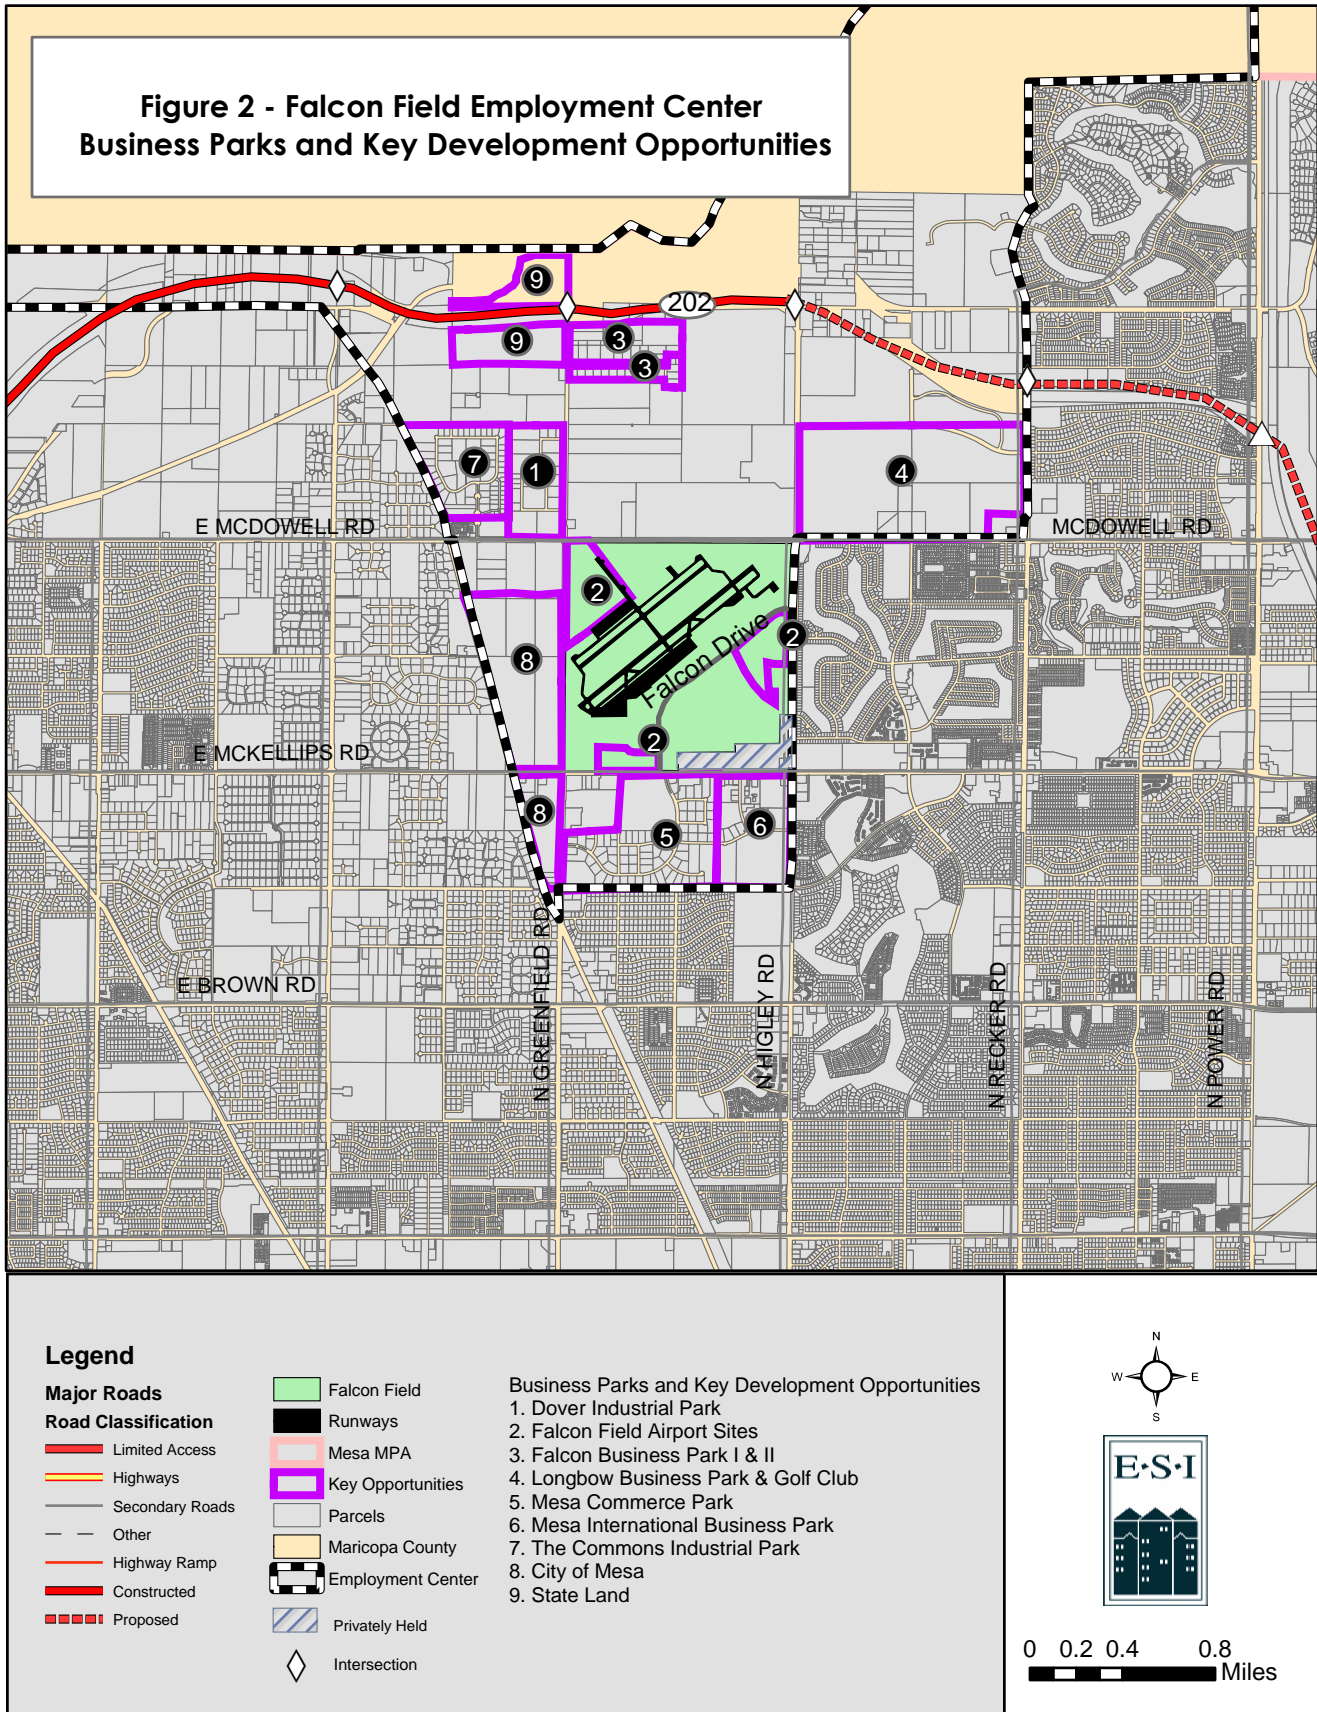 Figure 2 - Falcon Field Employment Center
Business Parks and Key Development Opportunities
9
202
9
3
3
7
1
4
E MCDOWELL RD
MCDOWELL RD
2
2
8
Falcon Drive
2
E MCKELLIPS RD
8
5
6
E BROWN RD
N GREENFIELD RD
N HIGLEY RD
N RECKER RD
N POWER RD
Legend
Major Roads
Road Classification
Limited Access
Highways
Secondary Roads
Other
Highway Ramp
Constructed
Proposed
Falcon Field
Runways
Mesa MPA
Key Opportunities
Parcels
Maricopa County
Employment Center
Privately Held
Intersection
Business Parks and Key Development Opportunities
1. Dover Industrial Park
2. Falcon Field Airport Sites
3. Falcon Business Park I & II
4. Longbow Business Park & Golf Club
5. Mesa Commerce Park
6. Mesa International Business Park
7. The Commons Industrial Park
8. City of Mesa
9. State Land
N
W E
S
E·S·I
0 0.2 0.4 0.8
Miles